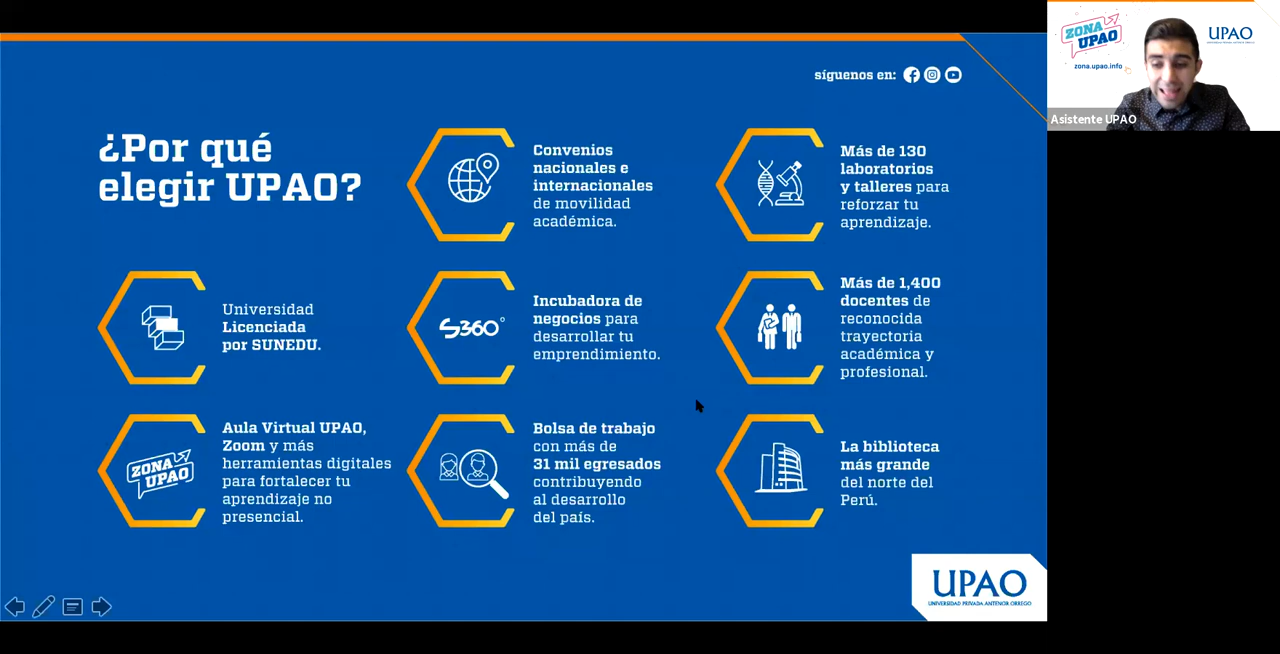 síguenos en:
¿Por qué
elegir UPAO?
Convenios
nacionales e
internacionales
de movilidad
académica.
Más de 130
laboratorios
y talleres para
reforzar tu
aprendizaje.
Universidad
Licenciada
por SUNEDU.
S360°
Incubadora de
negocios para
desarrollar tu
emprendimiento.
Más de 1,400
docentes de
reconocida
trayectoria
académica y
profesional.
ZONA
UPAO
Aula Virtual UPAO,
Zoom y más
herramientas digitales
para fortalecer tu
aprendizaje no
presencial.
Bolsa de trabajo
con más de
31 mil egresados
contribuyendo
al desarrollo
del país.
La biblioteca
más grande
del norte del
Perú.
UPAO
UNIVERSIDAD PRIVADA ANTENOR ORREGO
ZONA
UPAO
zona.upao.info
UPAO
Asistente UPAO